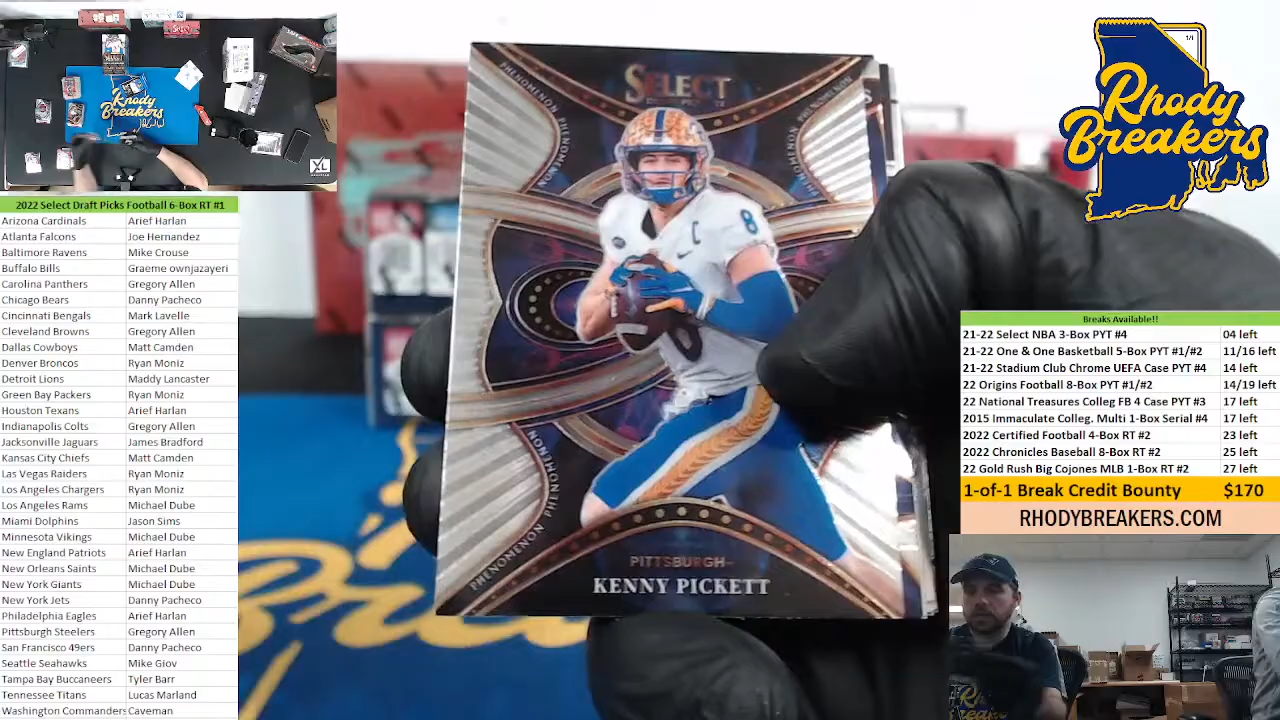 2022 Select Draft Picks Football 6-Box RT #1
Arizona Cardinals Arief Harlan
Atlanta Falcons Joe Hernandez
Baltimore Ravens Mike Crouse
Buffalo Bills Graeme ownjazayeri
Carolina Panthers Gregory Allen
Chicago Bears Danny Pacheco
Cincinnati Bengals Mark Lavelle
Cleveland Browns Gregory Allen
Dallas Cowboys Matt Camden
Denver Broncos Ryan Moniz
Detroit Lions Maddy Lancaster
Green Bay Packers Ryan Moniz
Houston Texans Arief Harlan
Indianapolis Colts Gregory Allen
Jacksonville Jaguars James Bradford
Kansas City Chiefs Matt Camden
Las Vegas Raiders Ryan Moniz
Los Angeles Chargers Ryan Moniz
Los Angeles Rams Michael Dube
Miami Dolphins Jason Sims
Minnesota Vikings Michael Dube
New England Patriots Arief Harlan
New Orleans Saints Michael Dube
New York Giants Michael Dube
New York Jets Danny Pacheco
Philadelphia Eagles Arief Harlan
Pittsburgh Steelers Gregory Allen
San Francisco 49ers Danny Pacheco
Seattle Seahawks Mike Giov
Tampa Bay Buccaneers Tyler Barr
Tennessee Titans Lucas Marland
Washington Commanders Caveman
Rhody
Breakers
XL
SELECT
PHENOMENON PHENOMENON
PHENOMENON PHENOMENON
C
8
PITTSBURGH
KENNY PICKETT
1/1
Rhody
Breakers
Breaks Available!!
21-22 Select NBA 3-Box PYT #4 04 left
21-22 One & One Basketball 5-Box PYT #1/#2 11/16 left
21-22 Stadium Club Chrome UEFA Case PYT #4 14 left
22 Origins Football 8-Box PYT #1/#2 14/19 left
22 National Treasures Colleg FB 4 Case PYT #3 17 left
2015 Immaculate Colleg. Multi 1-Box Serial #4 17 left
2022 Certified Football 4-Box RT #2 23 left
2022 Chronicles Baseball 8-Box RT #2 25 left
22 Gold Rush Big Cojones MLB 1-Box RT #2 27 left
1-of-1 Break Credit Bounty $170
RHODYBREAKERS.COM
Rhody
Breakers